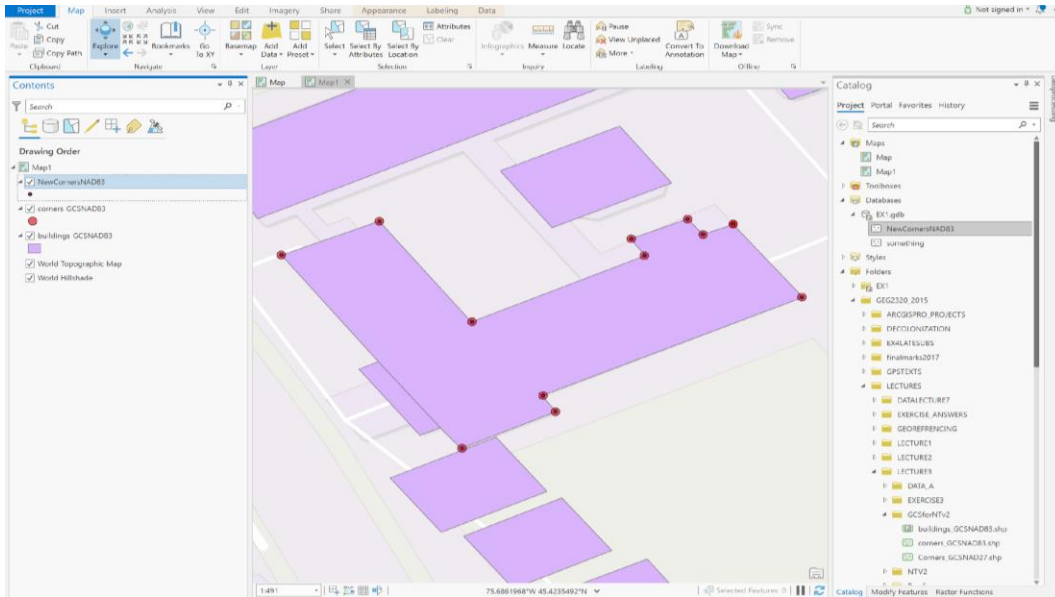 Project Map Insert Analysis View Edit Imagery Share Appearance Labeling Data
Not signed in
Paste
Cut
Copy
Copy Path
Clipboard
Explore
Bookmarks
Go To XY
Navigate
Basemap
Add Data
Add Preset
Layer
Select
Select By Attributes
Select By Location
Attributes
Clear
Selection
Infographics
Measure
Locate
Inquiry
Pause
View Unplaced
More
Convert To Annotation
Labeling
Download Map
Sync
Remove
Offline
Contents
Search
Drawing Order
Map1
NewCornersNAD83
corners GCSNAD83
buildings GCSNAD83
World Topographic Map
World Hillshade
Map
Map1
1:491
75.6861968°W 45.4235492°N
Selected Features: 0
Catalog
Project Portal Favorites History
Search
Maps
Map
Map1
Toolboxes
Databases
EX1.gdb
NewCornersNAD83
something
Styles
Folders
EX1
GEG2320_2015
ARCGISPRO_PROJECTS
DECOLONIZATION
EX4LATESUBS
finalmarks2017
GPSTEXTS
LECTURES
DATALECTURE7
EXERCISE_ANSWERS
GEOREFRENCING
LECTURE1
LECTURE2
LECTURE3
DATA_A
EXERCISE3
GCSforNTv2
buildings_GCSNAD83.shp
corners_GCSNAD83.shp
Corners_GCSNAD27.shp
NTV2
Catalog Modify Features Raster Functions
Geoprocessing